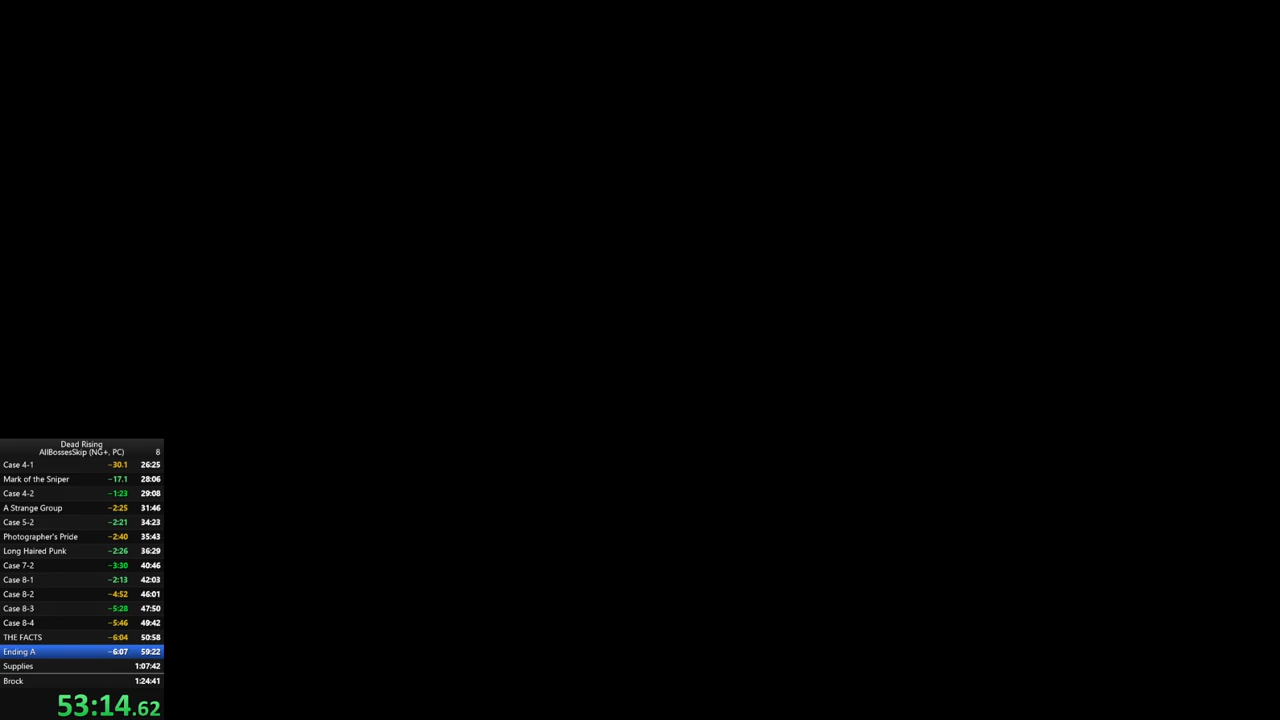 Dead Rising
AllBossesSkip (NG+, PC) 8
Case 4-1 −30.1 26:25
Mark of the Sniper −17.1 28:06
Case 4-2 −1:23 29:08
A Strange Group −2:25 31:46
Case 5-2 −2:21 34:23
Photographer's Pride −2:40 35:43
Long Haired Punk −2:26 36:29
Case 7-2 −3:30 40:46
Case 8-1 −2:13 42:03
Case 8-2 −4:52 46:01
Case 8-3 −5:28 47:50
Case 8-4 −5:46 49:42
THE FACTS −6:04 50:58
Ending A −6:07 59:22
Supplies 1:07:42
Brock 1:24:41
53:14.62